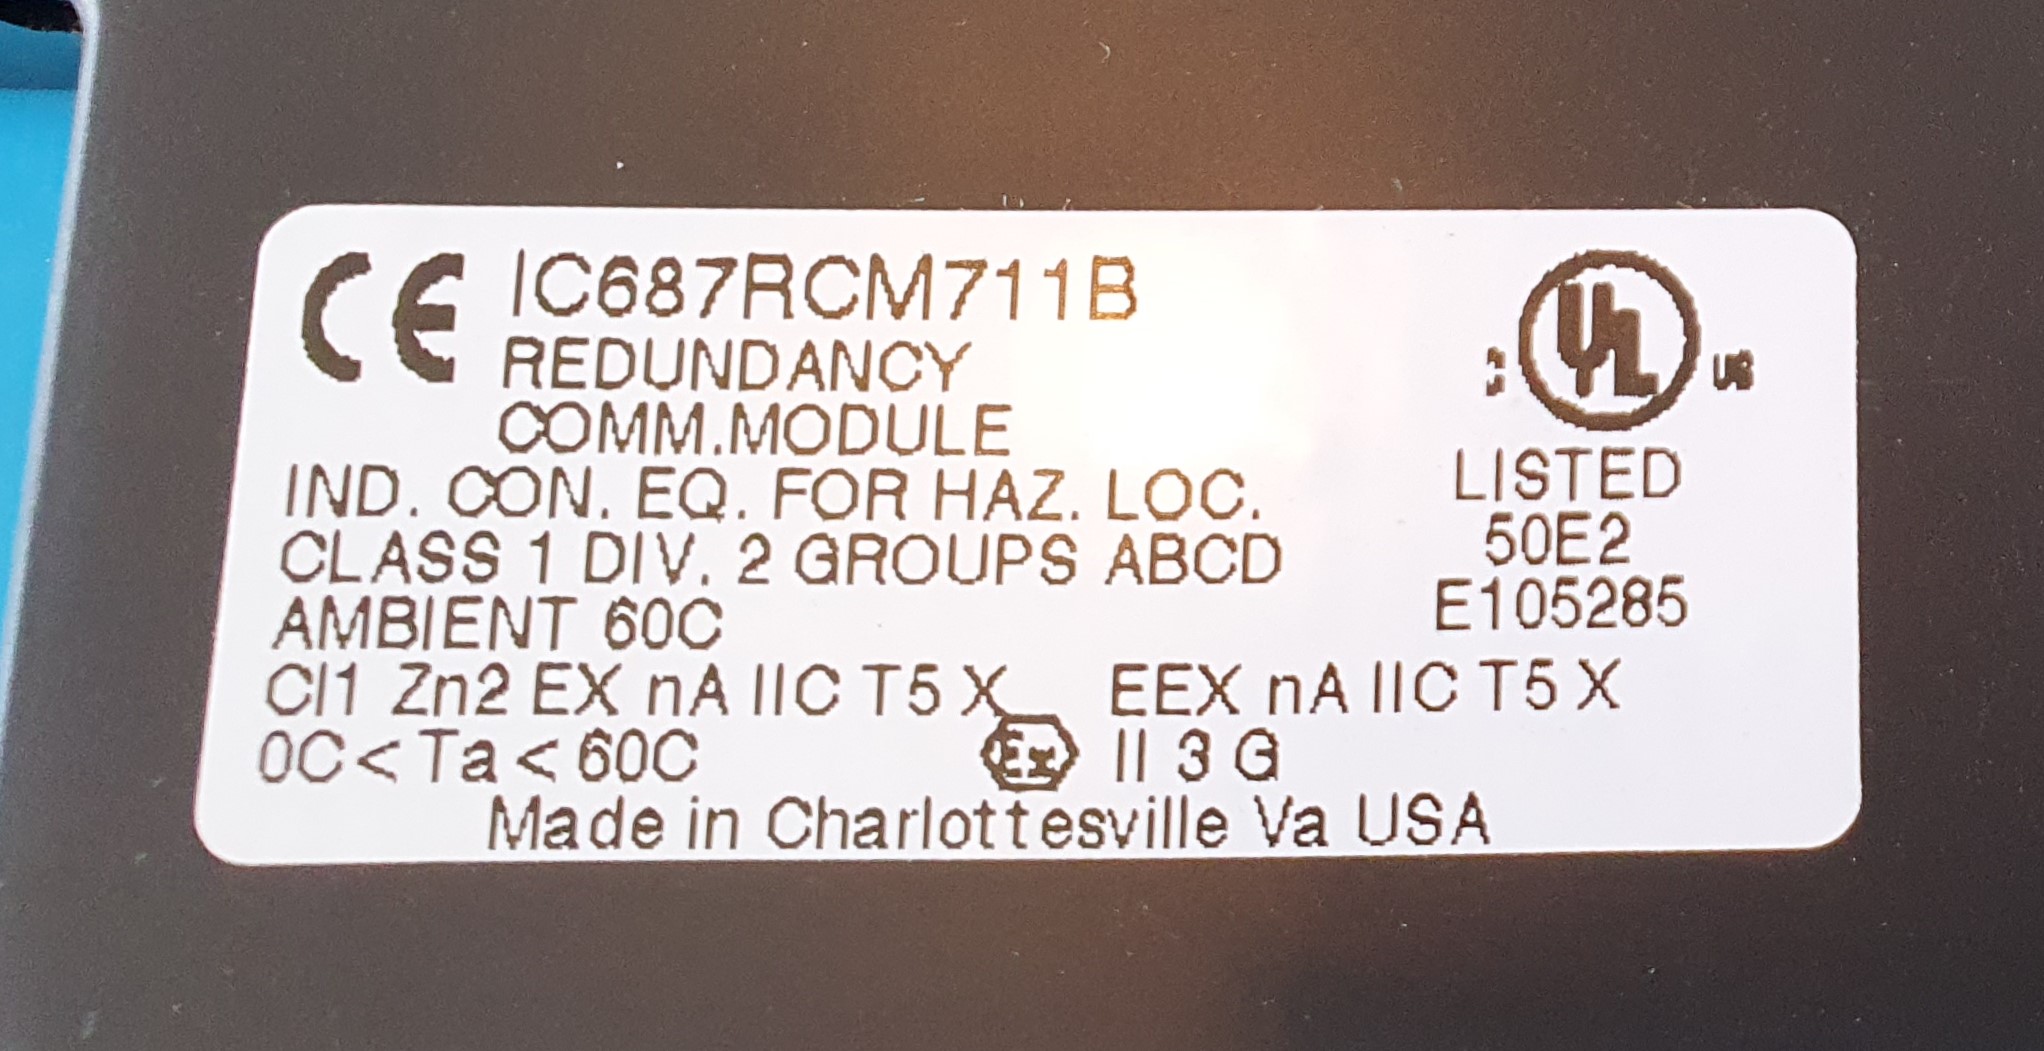 CE IC687RCM711B
REDUNDANCY
COMM.MODULE
IND. CON. EQ. FOR HAZ. LOC.
CLASS 1 DIV. 2 GROUPS ABCD
AMBIENT 60C
Cl1 Zn2 EX nA IIC T5 X
0C < Ta < 60C
C UL US
LISTED
50E2
E105285
EEX nA IIC T5 X
Ex II 3 G
Made in Charlottesville Va USA